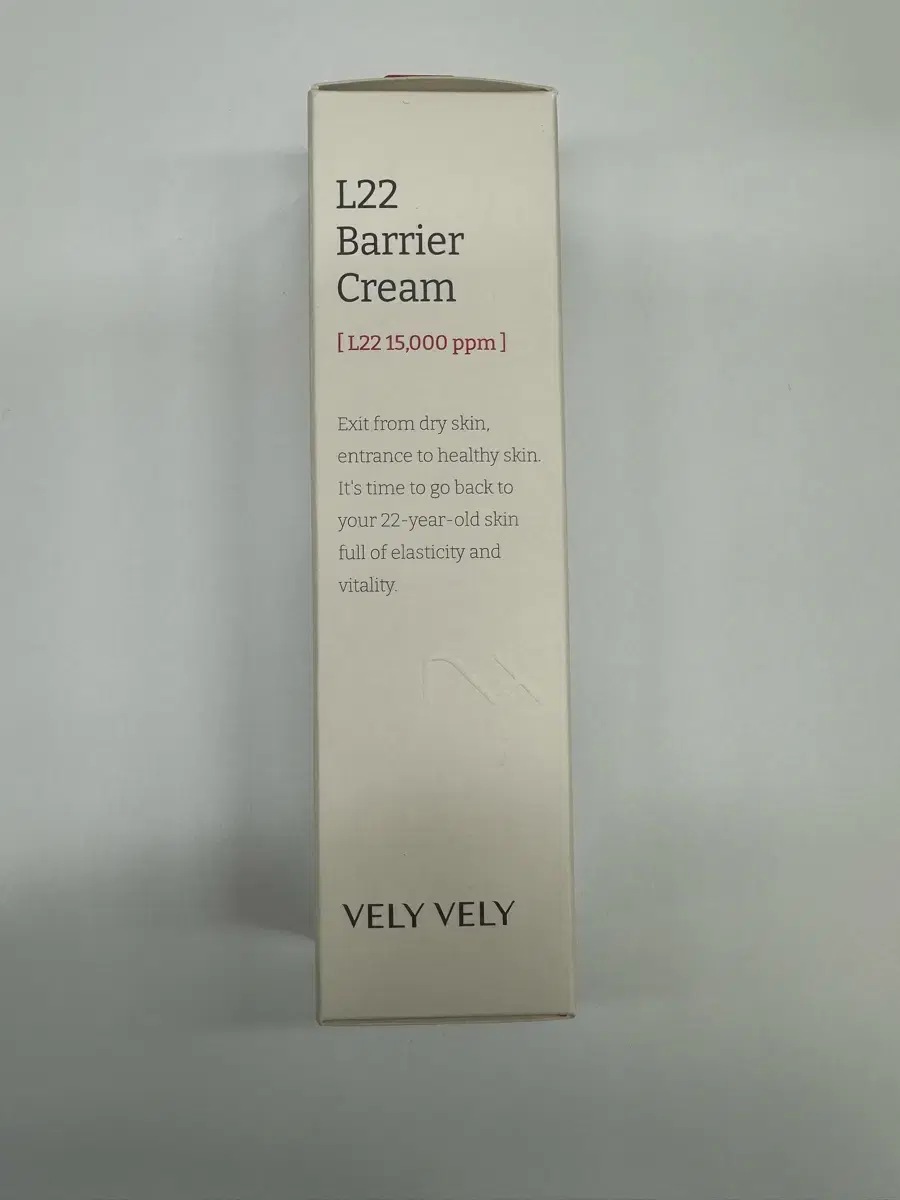 L22
Barrier
Cream
[ L22 15,000 ppm ]
Exit from dry skin,
entrance to healthy skin.
It's time to go back to
your 22-year-old skin
full of elasticity and
vitality.
VELY VELY